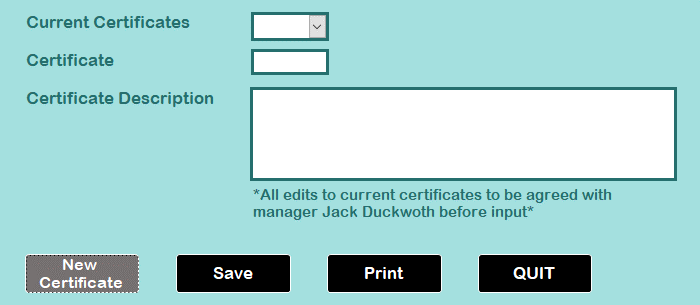 Current Certificates
Certificate
Certificate Description
*All edits to current certificates to be agreed with
manager Jack Duckwoth before input*
New
Certificate
Save
Print
QUIT